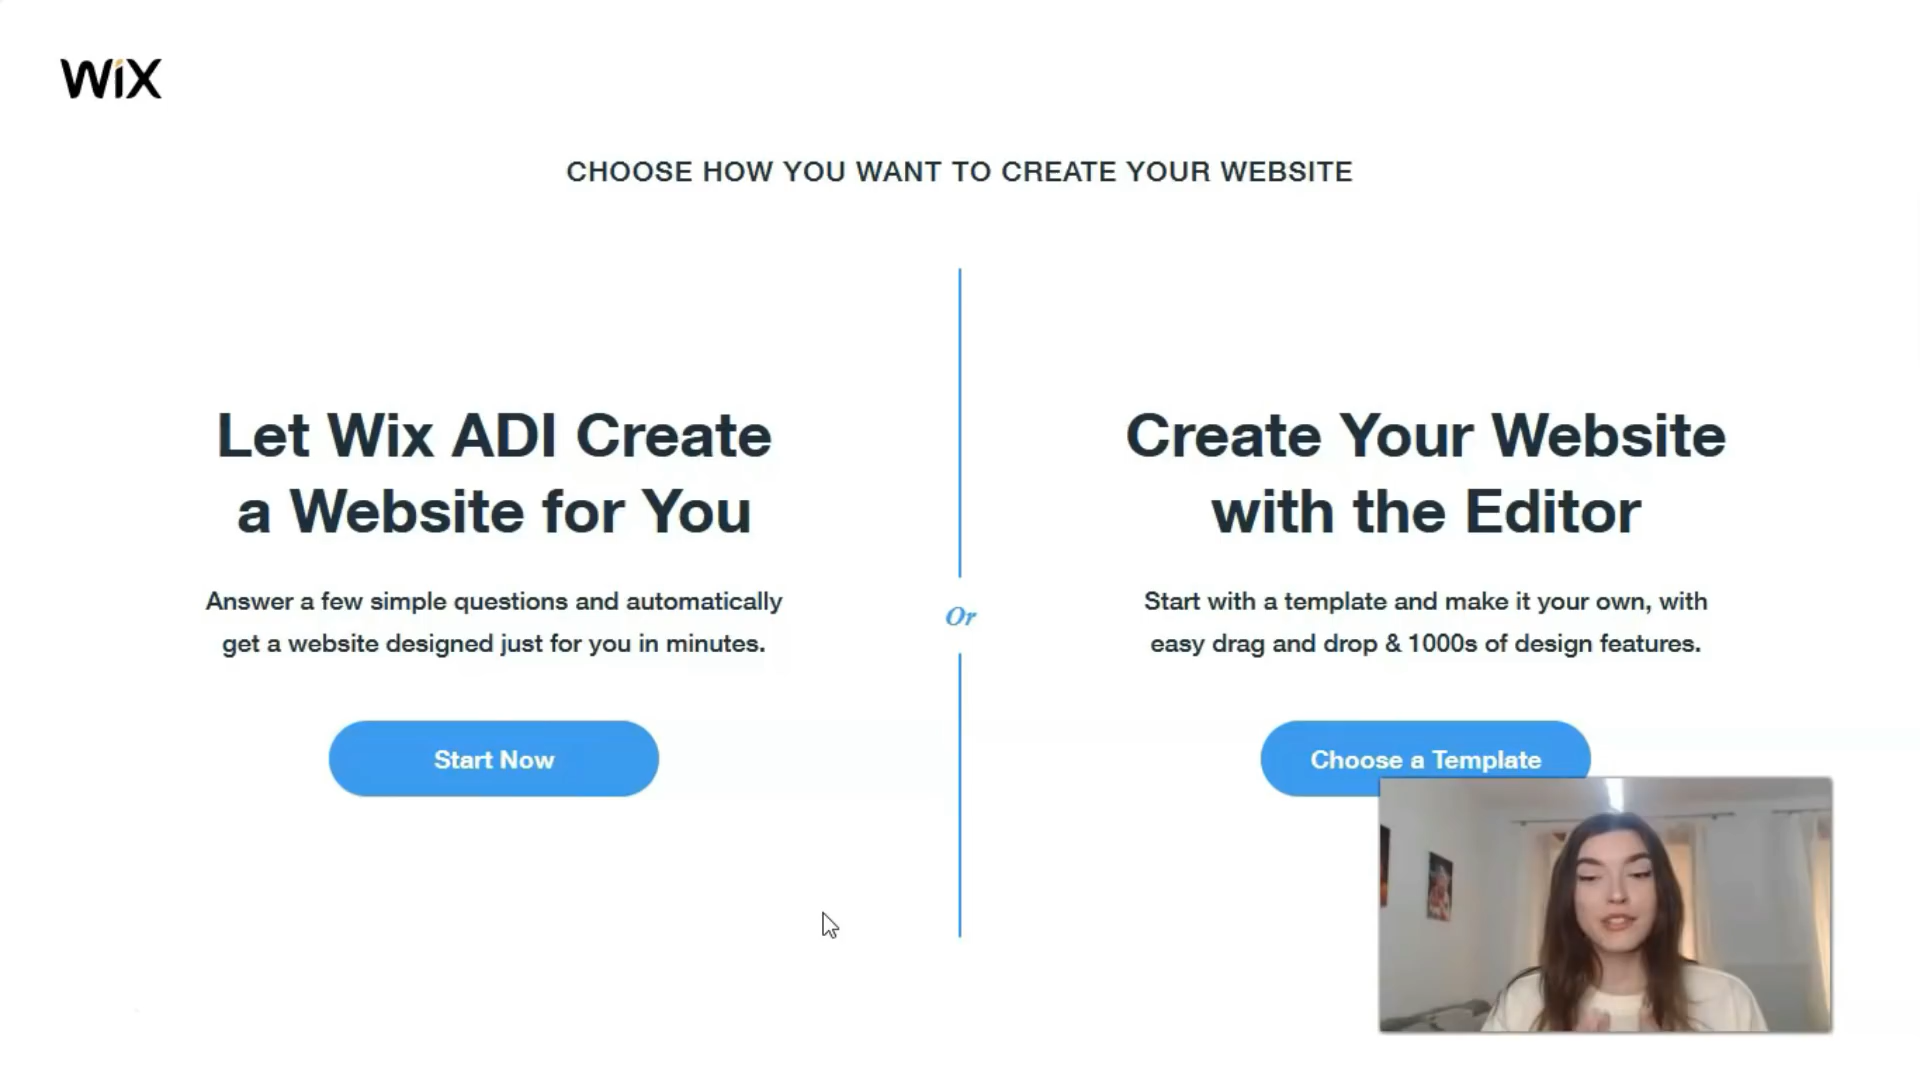 WiX
CHOOSE HOW YOU WANT TO CREATE YOUR WEBSITE
Let Wix ADI Create
a Website for You
Answer a few simple questions and automatically
get a website designed just for you in minutes.
Start Now
Or
Create Your Website
with the Editor
Start with a template and make it your own, with
easy drag and drop & 1000s of design features.
Choose a Template